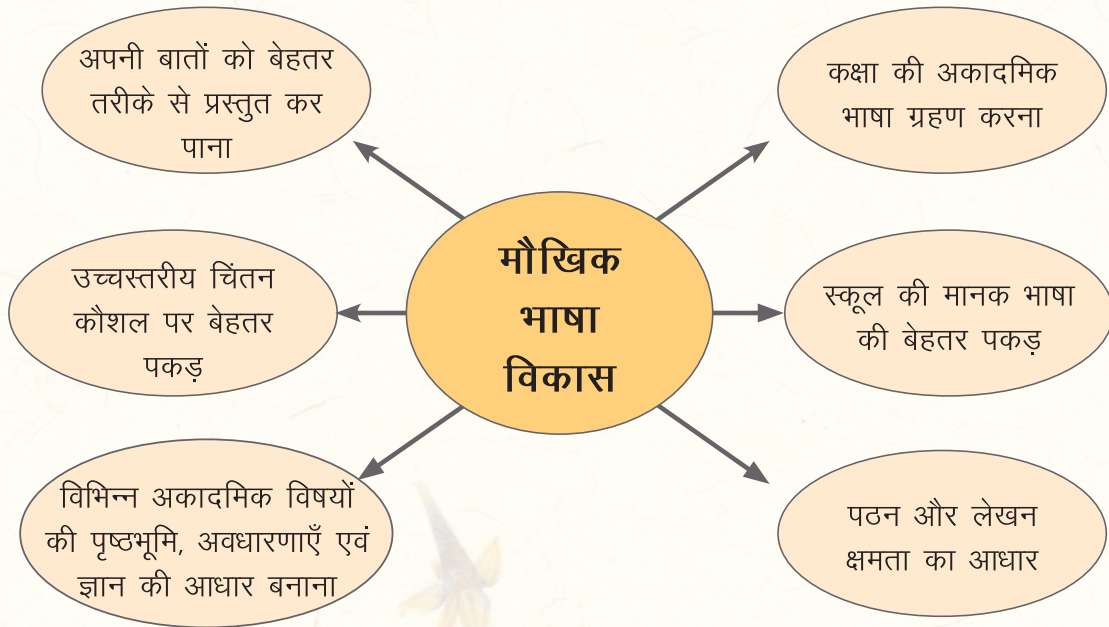 अपनी बातों को बेहतर
तरीके से प्रस्तुत कर
पाना
कक्षा की अकादमिक
भाषा ग्रहण करना
मौखिक
भाषा
विकास
उच्चस्तरीय चिंतन
कौशल पर बेहतर
पकड़
स्कूल की मानक भाषा
की बेहतर पकड़
विभिन्न अकादमिक विषयों
की पृष्ठभूमि, अवधारणाएँ एवं
ज्ञान की आधार बनाना
पठन और लेखन
क्षमता का आधार